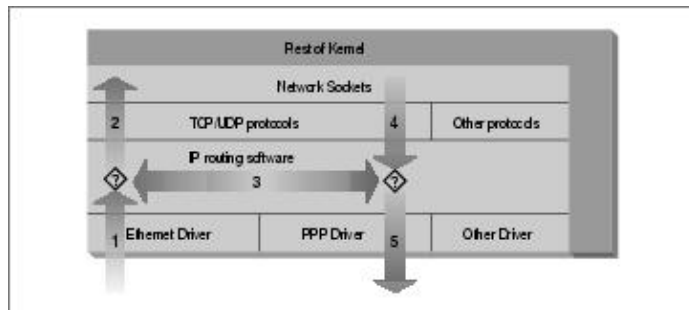 Rest of Kernel
Network Sockets
2 TCP/UDP protocols 4 Other protocols
IP routing software
? 3 ?
1 Ethernet Driver PPP Driver 5 Other Driver